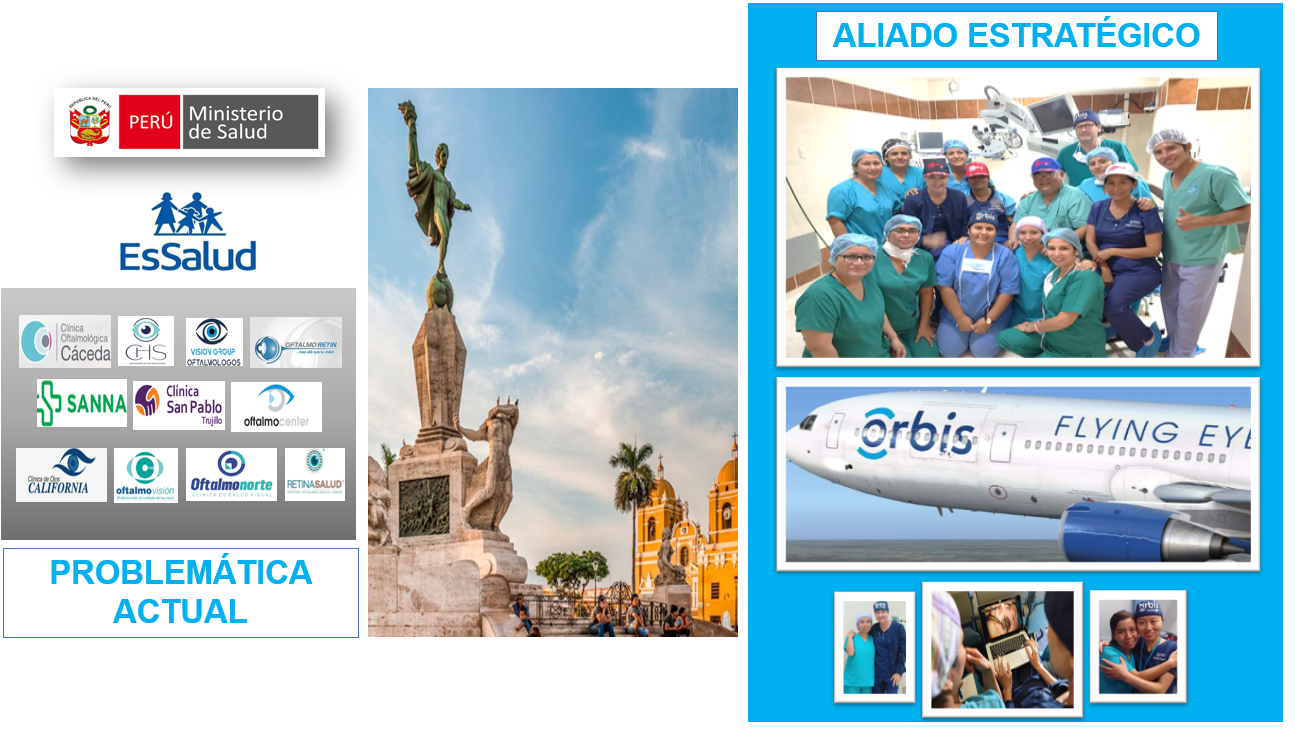 REPÚBLICA DEL PERÚ
PERÚ
Ministerio
de Salud
EsSalud
Clínica
Oftalmológica
Cáceda
VISION GROUP
OFTALMOLOGOS
OFTALMO RETIN
SANNA
Clínica
San Pablo
Trujillo
oftalmocenter
Clínica de Ojos
CALIFORNIA
oftalmovisión
Oftalmonorte
CLINICA DE SALUD VISUAL
RETINASALUD
PROBLEMÁTICA
ACTUAL
ALIADO ESTRATÉGICO
orbis
orbis
FLYING EYE
orbis
orbis